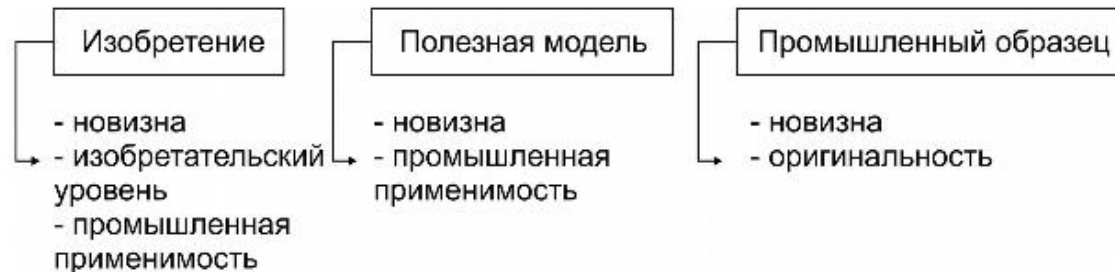 Изобретение
- новизна
- изобретательский
уровень
- промышленная
применимость
Полезная модель
- новизна
- промышленная
применимость
Промышленный образец
- новизна
- оригинальность